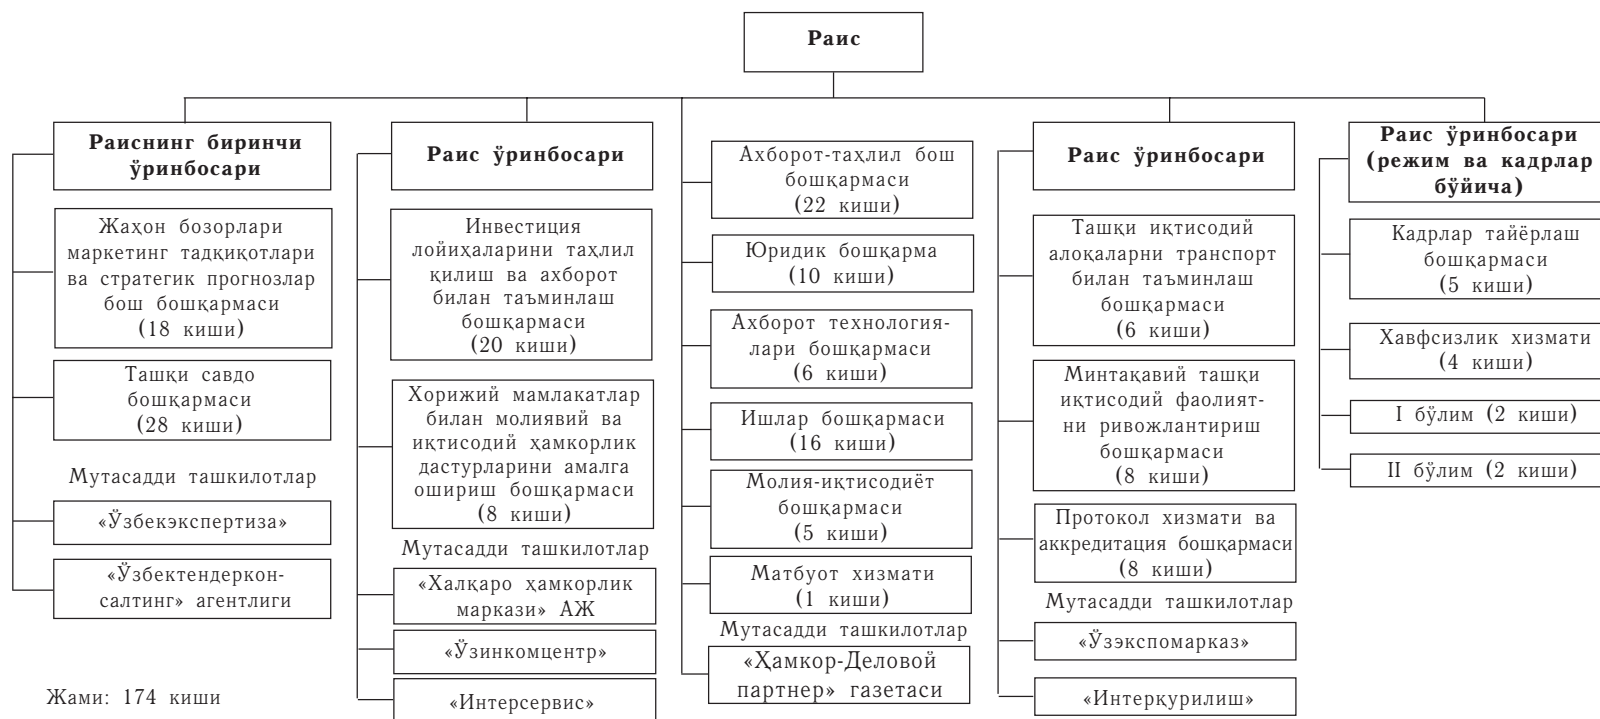 Раис
Раиснинг биринчи
ўринбосари
Жаҳон бозорлари
маркетинг тадқиқотлари
ва стратегик прогнозлар
бош бошқармаси
(18 киши)
Ташқи савдо
бошқармаси
(28 киши)
Мутасадди ташкилотлар
«Ўзбекэкспертиза»
«Ўзбектендеркон-
салтинг» агентлиги
Жами: 174 киши
Раис ўринбосари
Инвестиция
лойиҳаларини таҳлил
қилиш ва ахборот
билан таъминлаш
бошқармаси
(20 киши)
Хорижий мамлакатлар
билан молиявий ва
иқтисодий ҳамкорлик
дастурларини амалга
ошириш бошқармаси
(8 киши)
Мутасадди ташкилотлар
«Халқаро ҳамкорлик
маркази» АЖ
«Ўзинкомцентр»
«Интерсервис»
Ахборот-таҳлил бош
бошқармаси
(22 киши)
Юридик бошқарма
(10 киши)
Ахборот технология-
лари бошқармаси
(6 киши)
Ишлар бошқармаси
(16 киши)
Молия-иқтисодиёт
бошқармаси
(5 киши)
Матбуот хизмати
(1 киши)
Мутасадди ташкилотлар
«Ҳамкор-Деловой
партнер» газетаси
Раис ўринбосари
Ташқи иқтисодий
алоқаларни транспорт
билан таъминлаш
бошқармаси
(6 киши)
Минтақавий ташқи
иқтисодий фаолият-
ни ривожлантириш
бошқармаси
(8 киши)
Протокол хизмати ва
аккредитация бошқармаси
(8 киши)
Мутасадди ташкилотлар
«Ўзэкспомарказ»
«Интерқурилиш»
Раис ўринбосари
(режим ва кадрлар
бўйича)
Кадрлар тайёрлаш
бошқармаси
(5 киши)
Хавфсизлик хизмати
(4 киши)
I бўлим (2 киши)
II бўлим (2 киши)